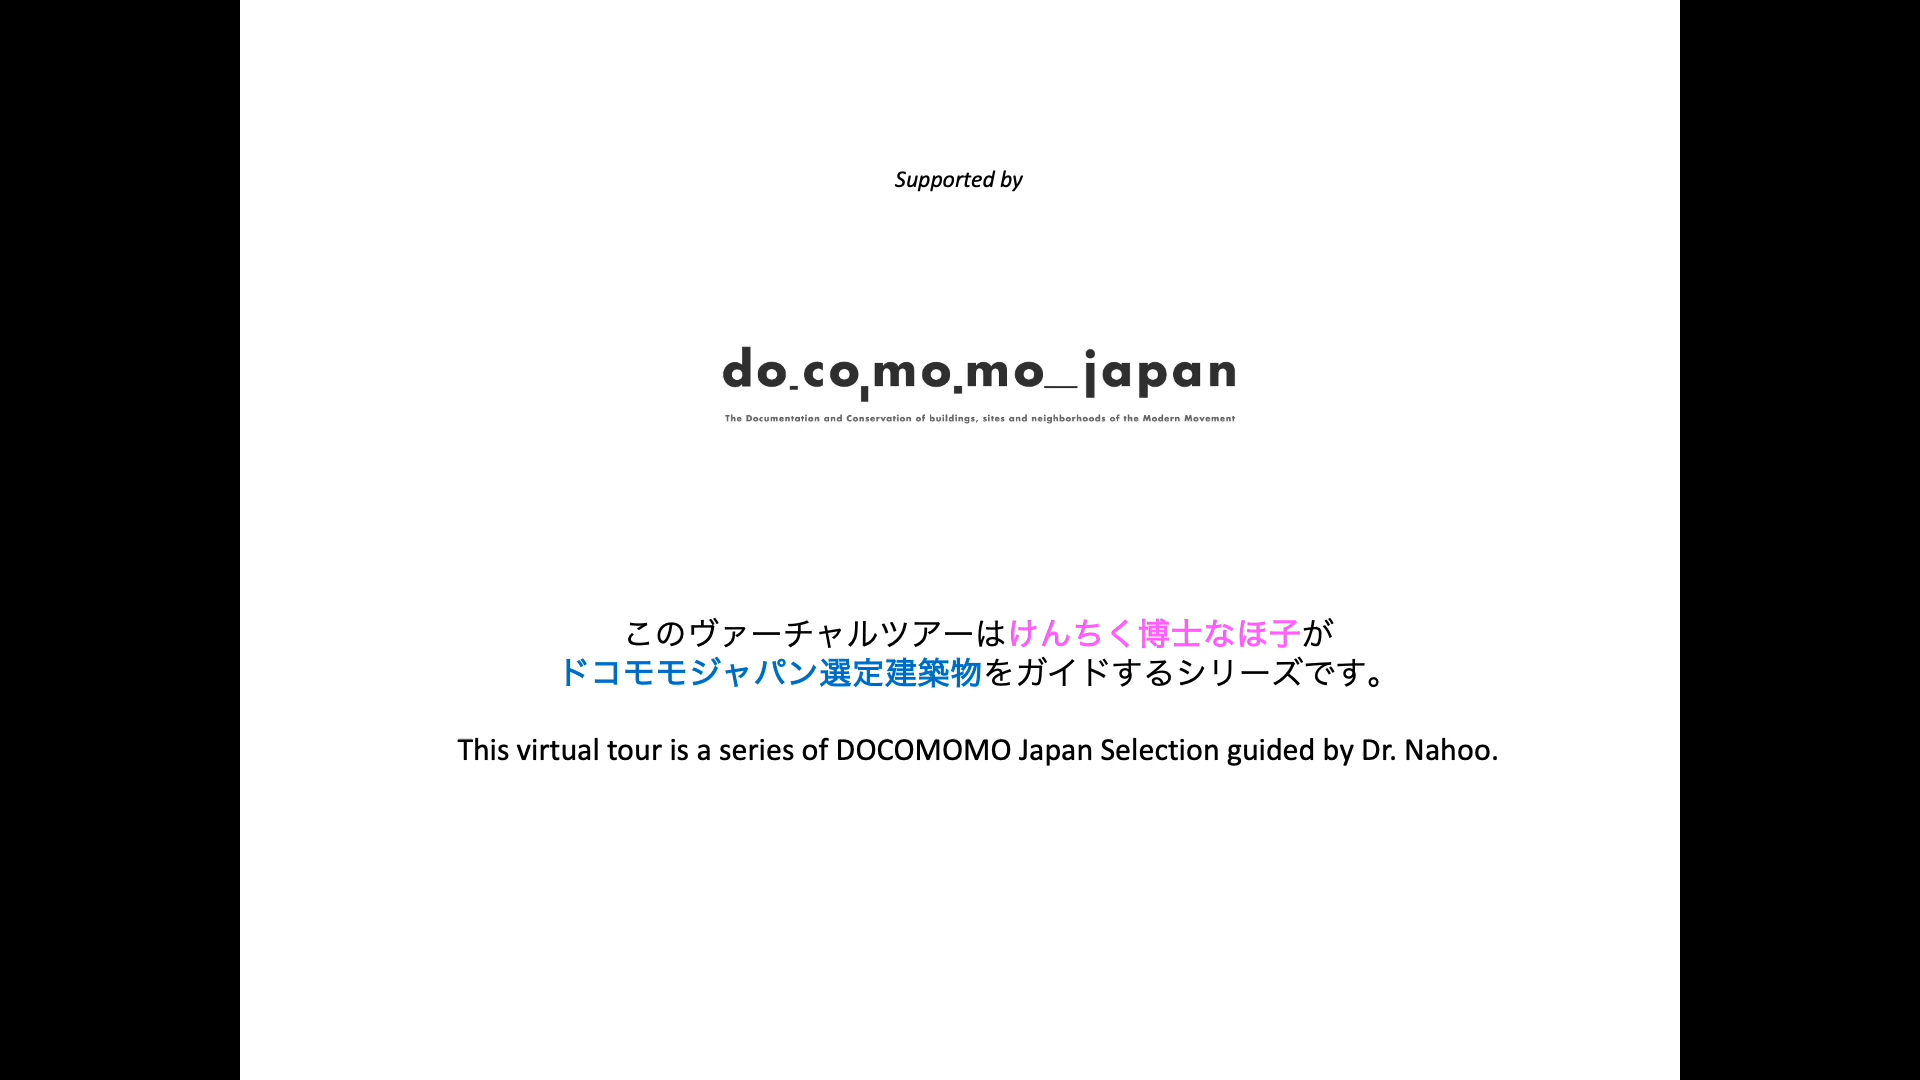 Supported by
do_co,mo.mo_japan
The Documentation and Conservation of buildings, sites and neighborhoods of the Modern Movement
このヴァーチャルツアーはけんちく博士なほ子が
ドコモモジャパン選定建築物をガイドするシリーズです。
This virtual tour is a series of DOCOMOMO Japan Selection guided by Dr. Nahoo.